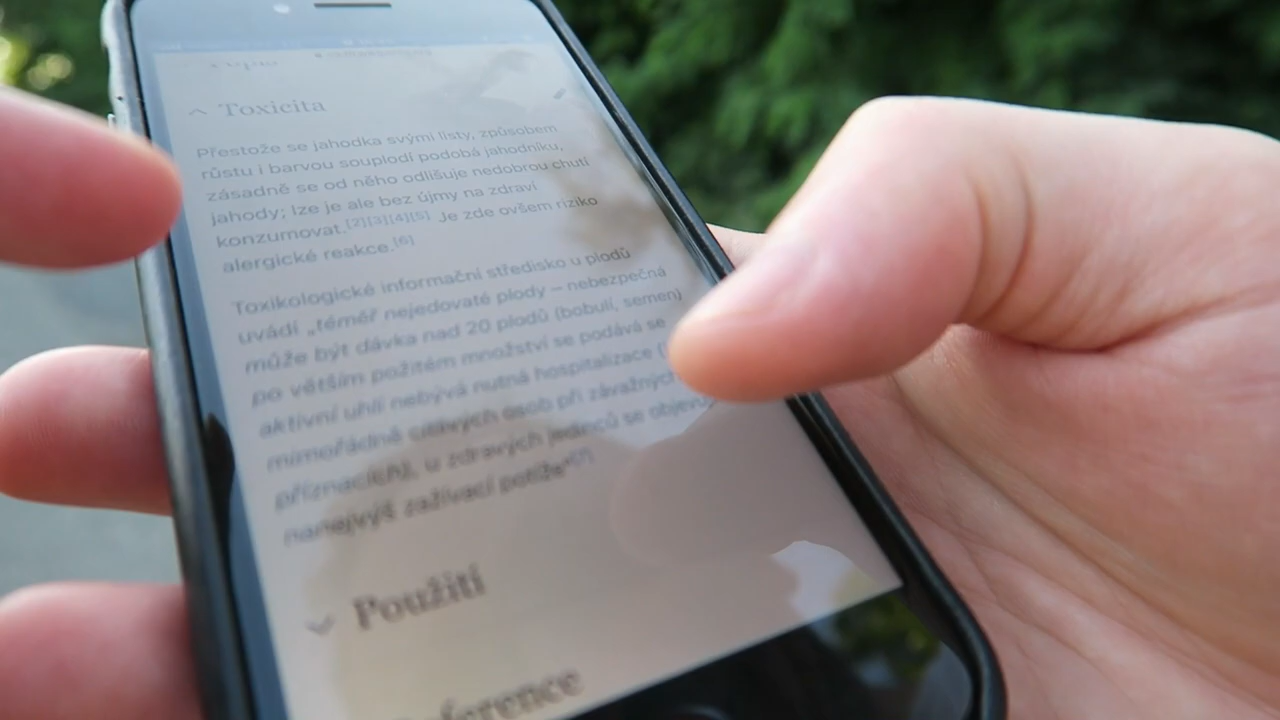 Toxicita
Přestože se jahodka svými listy, způsobem
růstu i barvou souplodí podobá jahodníku,
zásadně se od něho odlišuje nedobrou chutí
jahody; lze je ale bez újmy na zdraví
konzumovat.[2][3][4][5] Je zde ovšem riziko
alergické reakce.[6]
Toxikologické informační středisko u plodů
uvádí „téměř nejedovaté plody – nebezpečná
může být dávka nad 20 plodů (bobulí, semen)
po větším požitém množství se podává se
aktivní uhlí nebývá nutná hospitalizace (
mimořádně citlivých osob při závažných
příznacích), u zdravých jedinců se objevu
nanejvýš zažívací potíže“[7]
Použití
ference